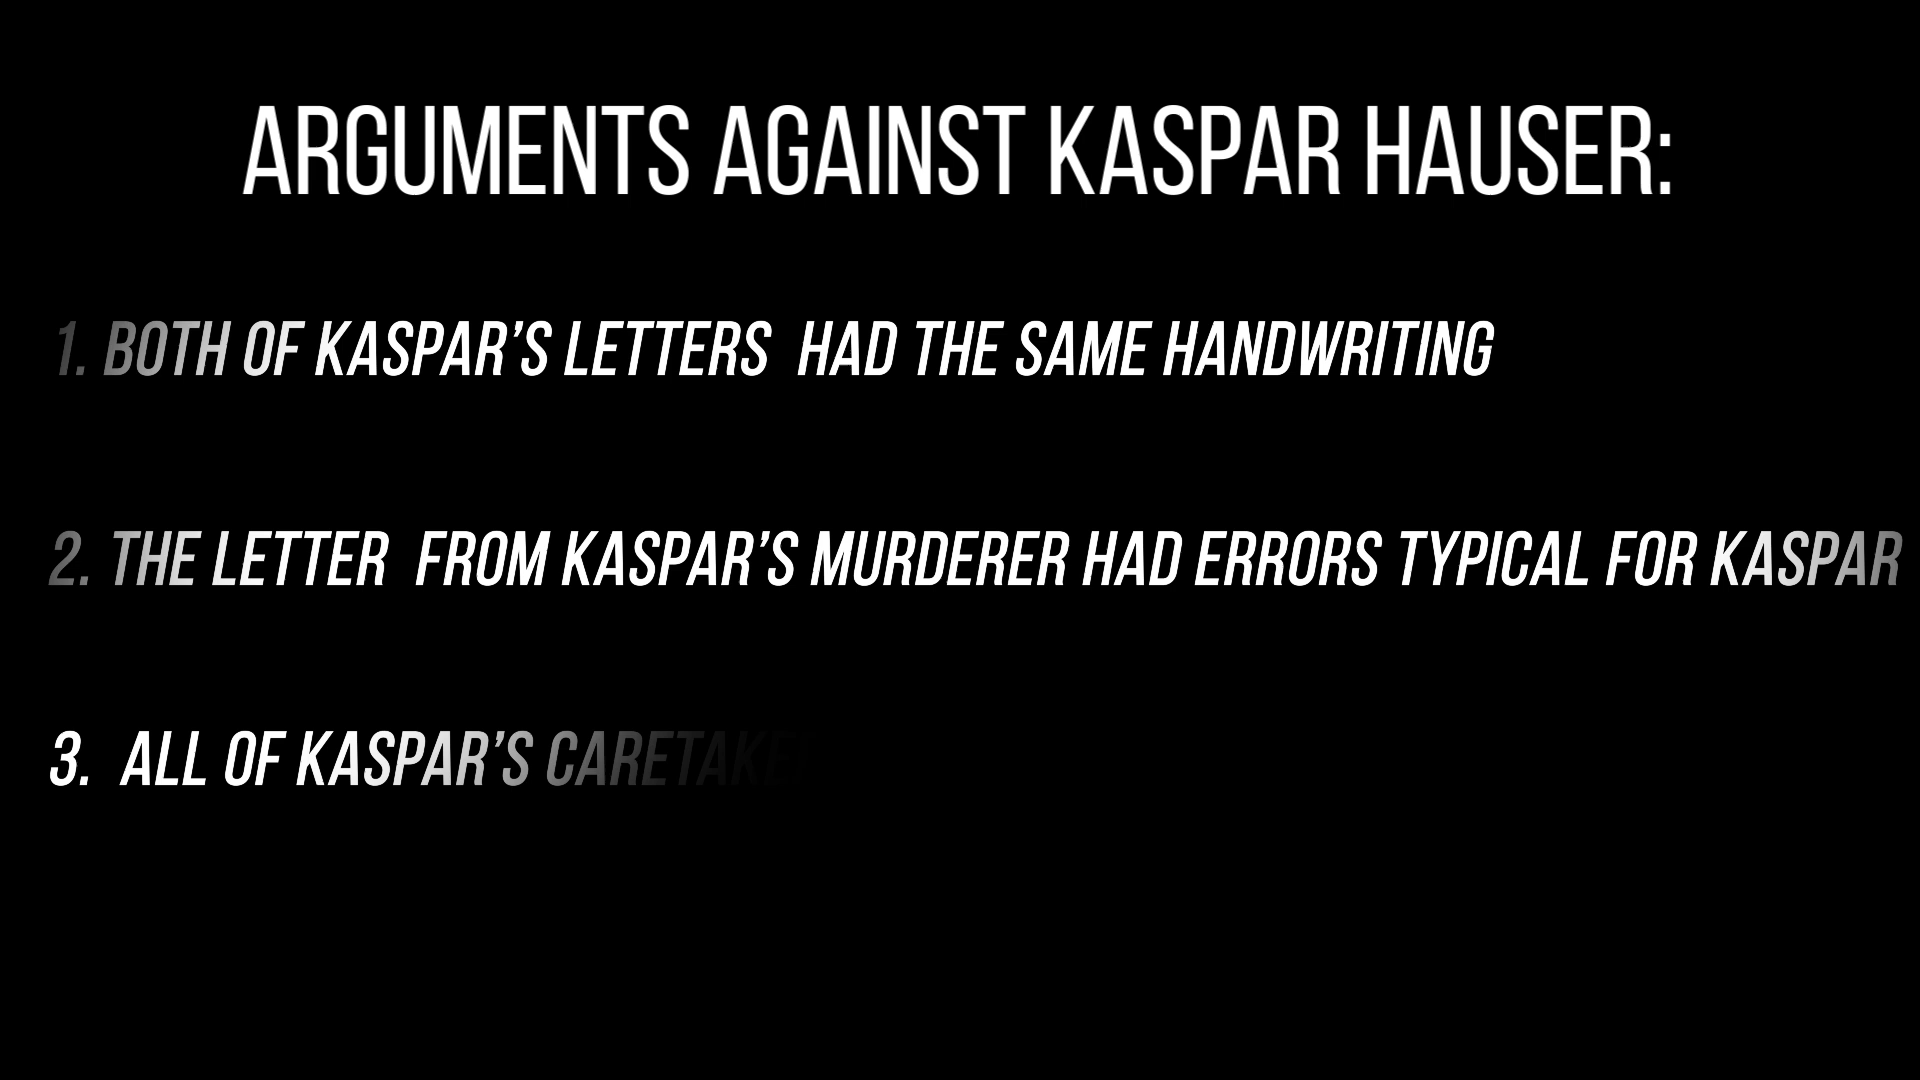 ARGUMENTS AGAINST KASPAR HAUSER:
1. BOTH OF KASPAR'S LETTERS HAD THE SAME HANDWRITING
2. THE LETTER FROM KASPAR'S MURDERER HAD ERRORS TYPICAL FOR KASPAR
3. ALL OF KASPAR'S